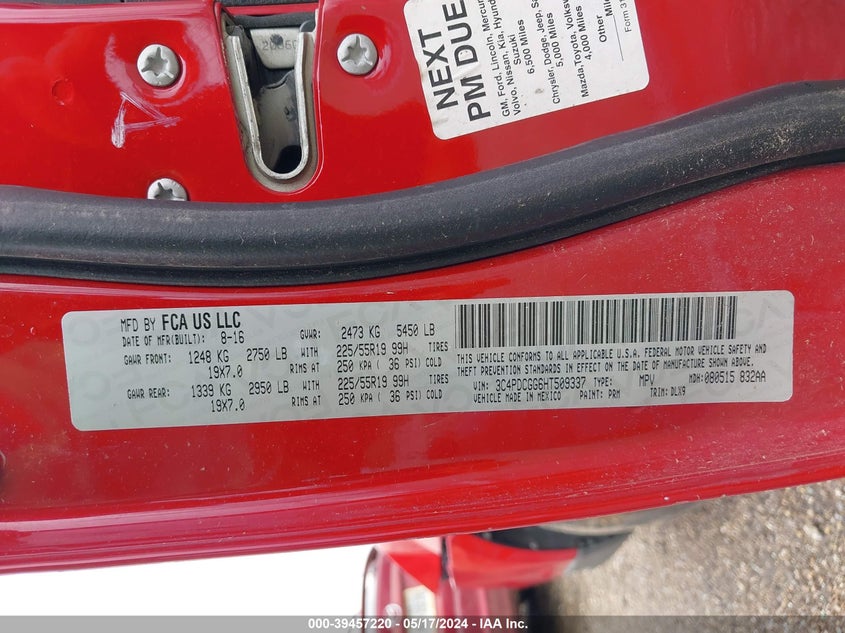 2006
NEXT
PM DUE
GM, Ford, Lincoln, Mercur
Volvo, Nissan, Kia, Hyund
Suzuki
6,500 Miles
Chrysler, Dodge, Jeep, S
5,000 Miles
Mazda, Toyota, Volksw
4,000 Miles
Other
Mile
Form 3
MFD BY FCA US LLC
DATE OF MFR(BUILT): 8-16 GVWR: 2473 KG 5450 LB
GAWR FRONT: 1248 KG 2750 LB WITH 225/55R19 99H TIRES
19X7.0 RIMS AT 250 KPA ( 36 PSI) COLD
GAWR REAR: 1339 KG 2950 LB WITH 225/55R19 99H TIRES
19X7.0 RIMS AT 250 KPA ( 36 PSI) COLD
THIS VEHICLE CONFORMS TO ALL APPLICABLE U.S.A. FEDERAL MOTOR VEHICLE SAFETY AND
THEFT PREVENTION STANDARDS IN EFFECT ON THE DATE OF MANUFACTURE SHOWN ABOVE.
VIN: 3C4PDCGG6HT509337 TYPE: MPV MDH: 080515 832AA
VEHICLE MADE IN MEXICO PAINT: PRM TRIM: DLX9
000-39457220 - 05/17/2024 - IAA Inc.